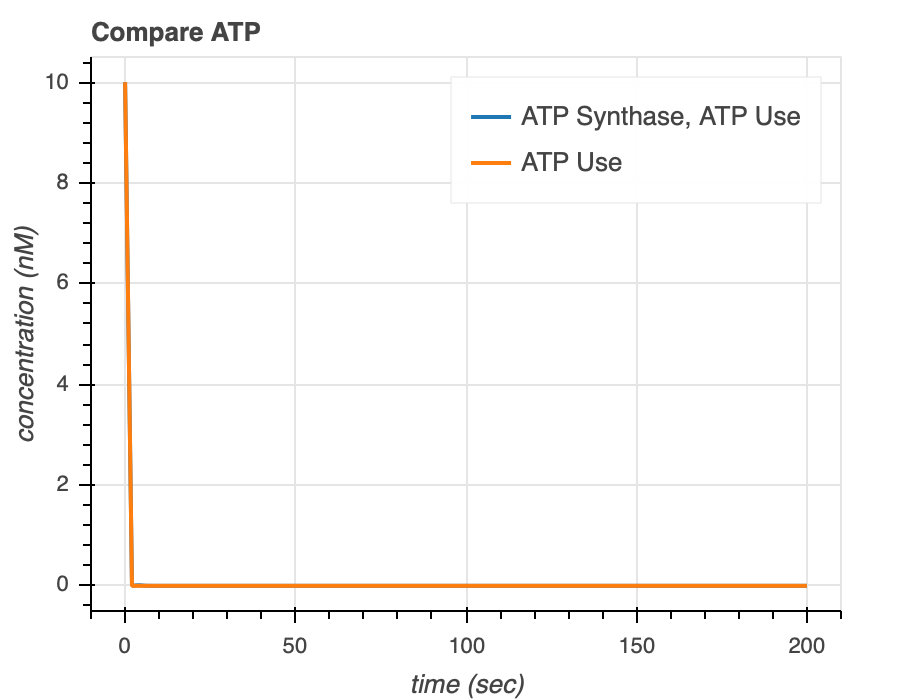 Compare ATP
ATP Synthase, ATP Use
ATP Use
concentration (nM)
10
8
6
4
2
0
0 50 100 150 200
time (sec)